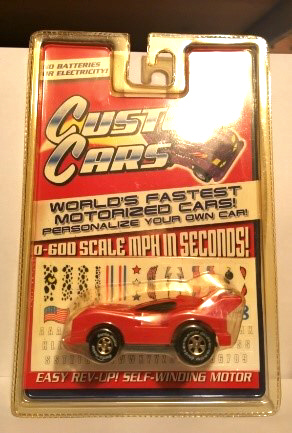 NO BATTERIES
OR ELECTRICITY!
CUST
CARS
WORLD'S FASTEST
MOTORIZED CARS!
PERSONALIZE YOUR OWN CAR!
0-600 SCALE MPH IN SECONDS!
EASY REV-UP! SELF-WINDING MOTOR